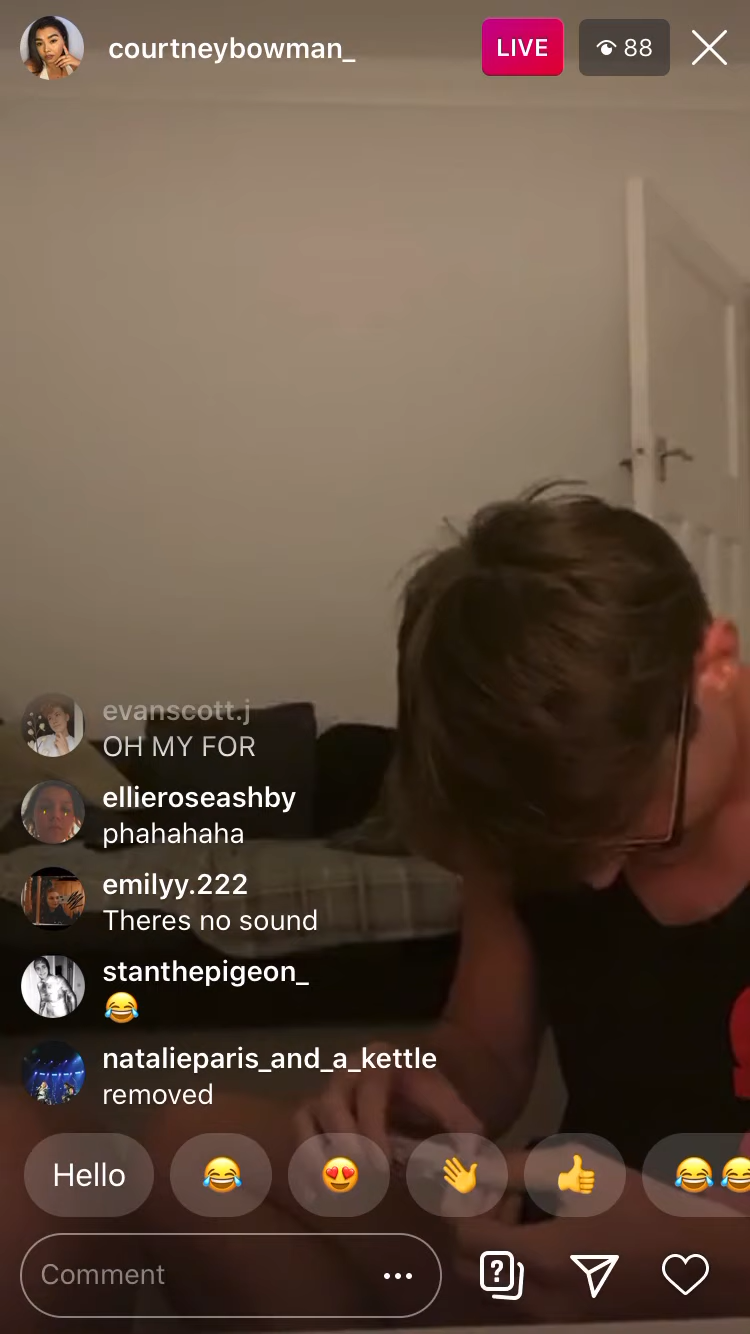 courtneybowman_
LIVE
88
evanscott.j
OH MY FOR
ellieroseashby
phahahaha
emilyy.222
Theres no sound
stanthepigeon_
😂
natalieparis_and_a_kettle
removed
Hello 😂 😍 👋 👍 😂😂
Comment